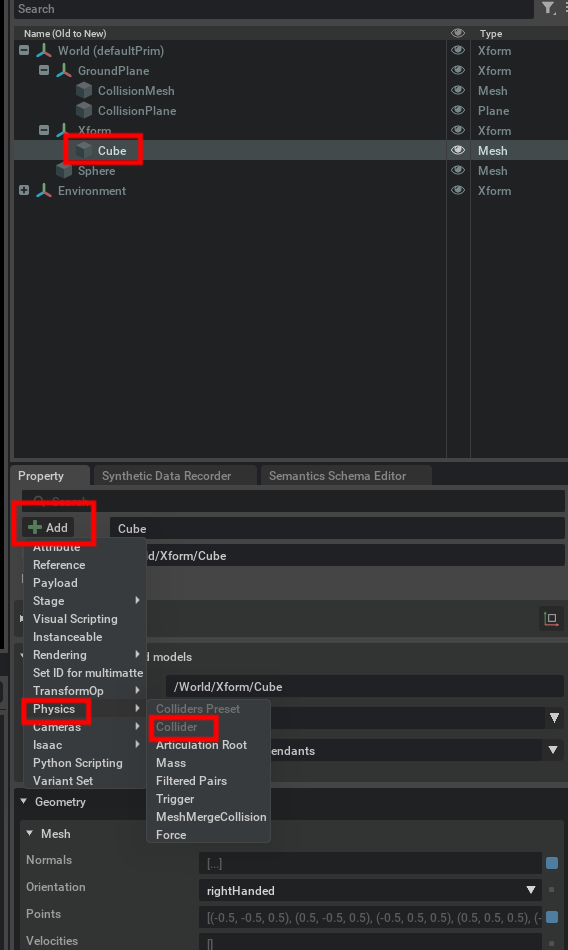 Search
Name (Old to New) Type
World (defaultPrim) Xform
GroundPlane Xform
CollisionMesh Mesh
CollisionPlane Plane
Xform Xform
Cube Mesh
Sphere Mesh
Environment Xform
Property Synthetic Data Recorder Semantics Schema Editor
Search
Add Cube
Attribute
d/Xform/Cube
Reference
Payload
Stage
Visual Scripting
Instanceable
Rendering
d models
Set ID for multimatte
TransformOp
/World/Xform/Cube
Physics
Colliders Preset
Cameras
Collider
Isaac
Articulation Root
endants
Python Scripting
Mass
Variant Set
Filtered Pairs
Trigger
Geometry
MeshMergeCollision
Force
Mesh
Normals [...]
Orientation rightHanded
Points [(-0.5, -0.5, 0.5), (0.5, -0.5, 0.5), (-0.5, 0.5, 0.5), (0.5, 0.5, 0.5), (-
Velocities []